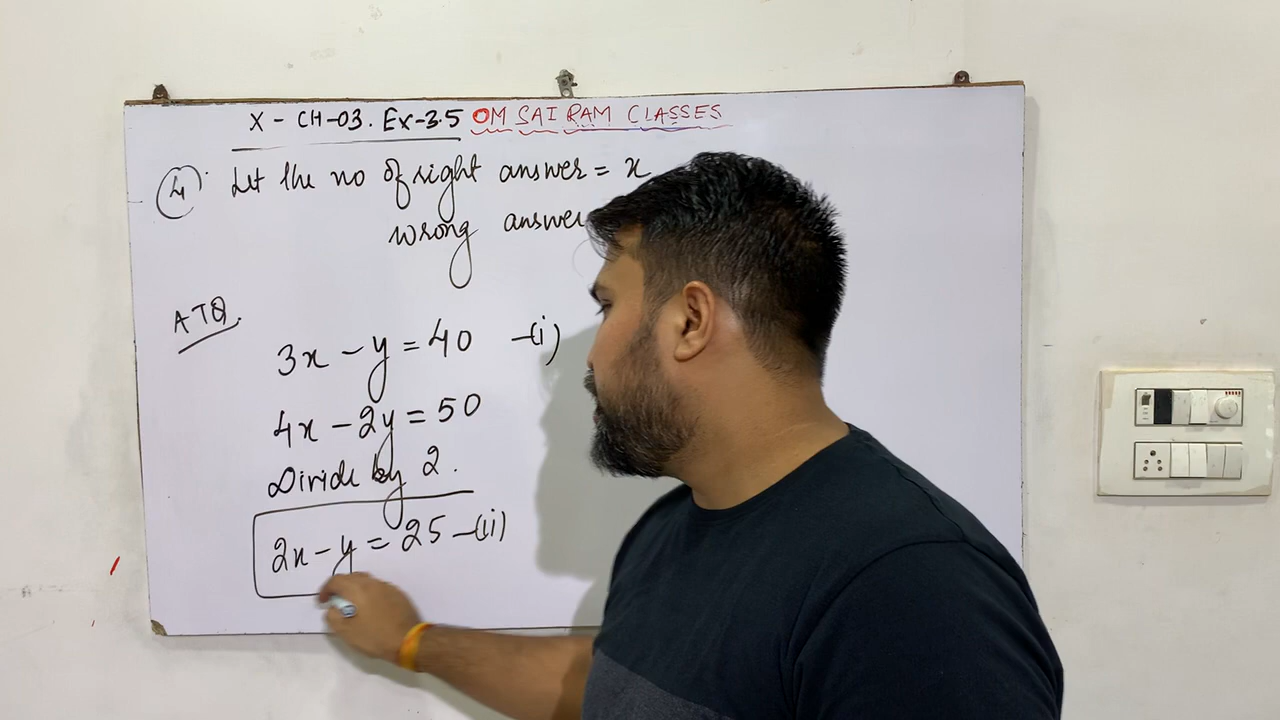 X - CH-03. Ex-3.5 OM SAI RAM CLASSES
(4). Let the no of right answer = x
wrong answer
ATQ.
3x - y = 40 -(i)
4x - 2y = 50
Divide by 2.
2x - y = 25 -(ii)